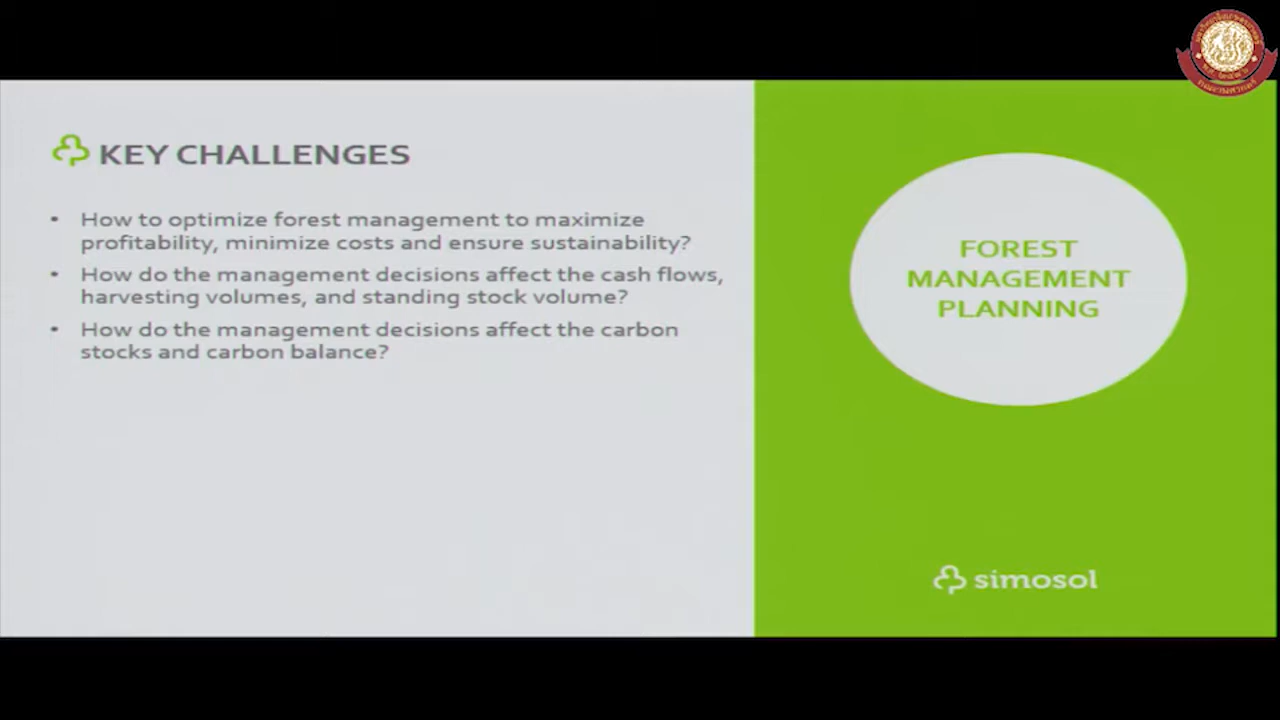 KEY CHALLENGES
• How to optimize forest management to maximize
profitability, minimize costs and ensure sustainability?
• How do the management decisions affect the cash flows,
harvesting volumes, and standing stock volume?
• How do the management decisions affect the carbon
stocks and carbon balance?
FOREST
MANAGEMENT
PLANNING
simosol